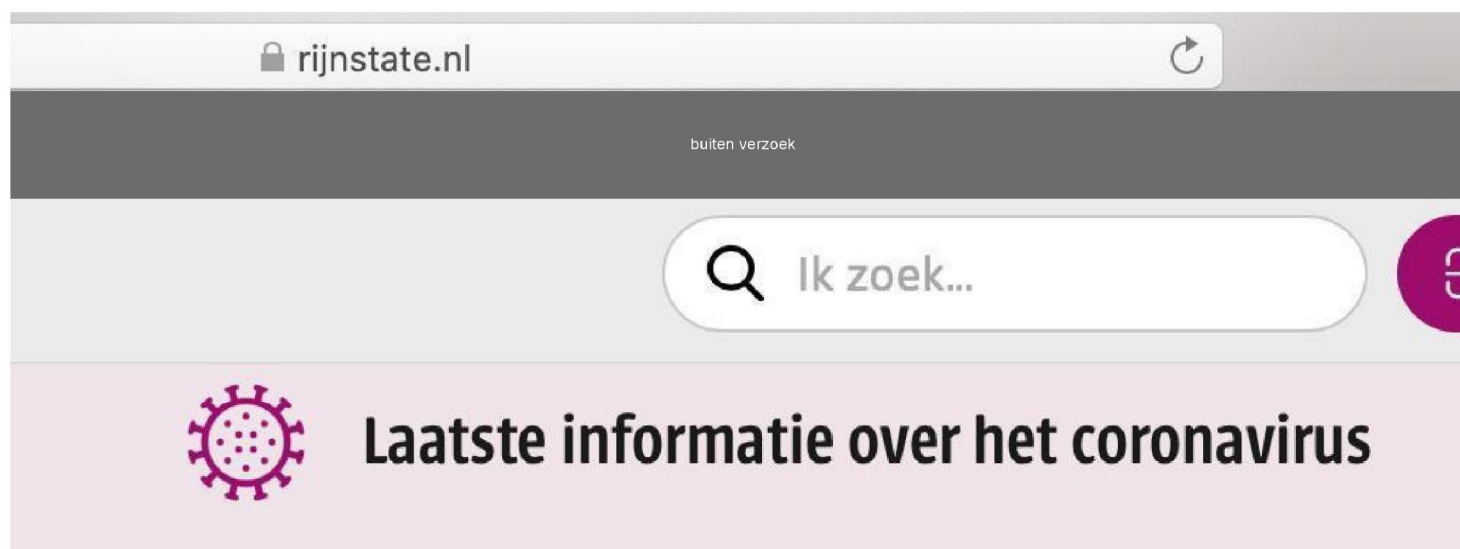 rijnstate.nl
buiten verzoek
Ik zoek...
Laatste informatie over het coronavirus